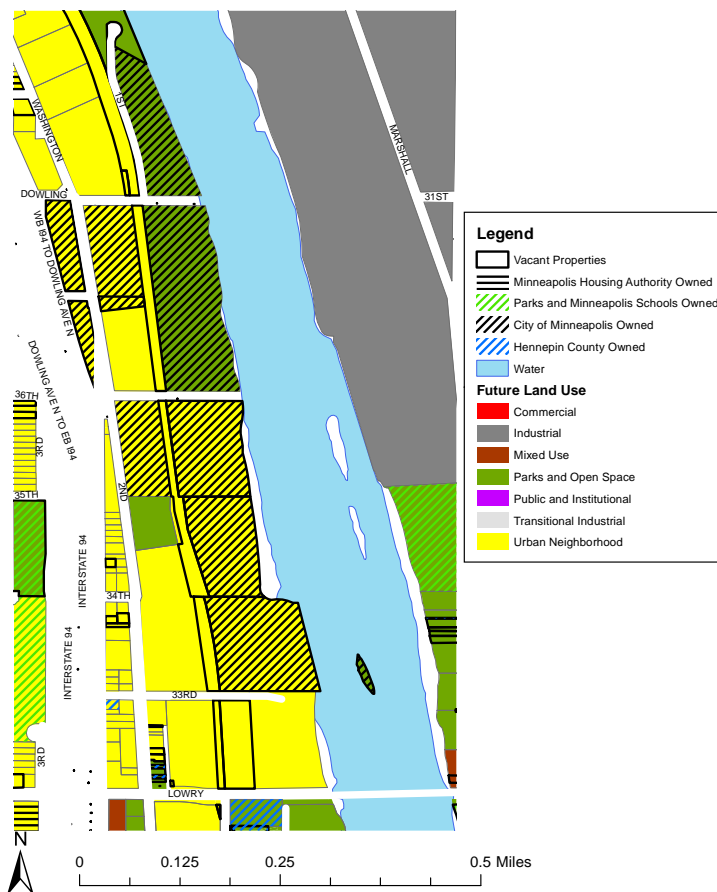 1ST
WASHINGTON
MARSHALL
DOWLING
31ST
WB I94 TO DOWLING AVE N
DOWLING AVE N TO EB I94
36TH
3RD
2ND
35TH
INTERSTATE 94
34TH
INTERSTATE 94
33RD
3RD
LOWRY
Legend
Vacant Properties
Minneapolis Housing Authority Owned
Parks and Minneapolis Schools Owned
City of Minneapolis Owned
Hennepin County Owned
Water
Future Land Use
Commercial
Industrial
Mixed Use
Parks and Open Space
Public and Institutional
Transitional Industrial
Urban Neighborhood
N
0 0.125 0.25 0.5 Miles